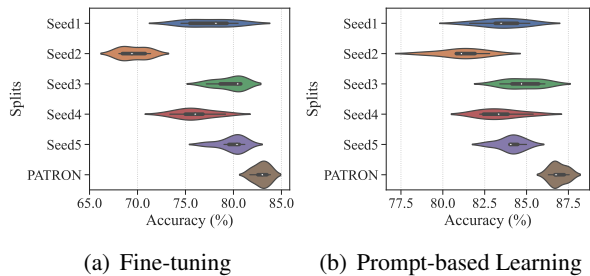 Splits
Seed1
Seed2
Seed3
Seed4
Seed5
PATRON
65.0 70.0 75.0 80.0 85.0
Accuracy (%)
(a) Fine-tuning
Splits
Seed1
Seed2
Seed3
Seed4
Seed5
PATRON
77.5 80.0 82.5 85.0 87.5
Accuracy (%)
(b) Prompt-based Learning